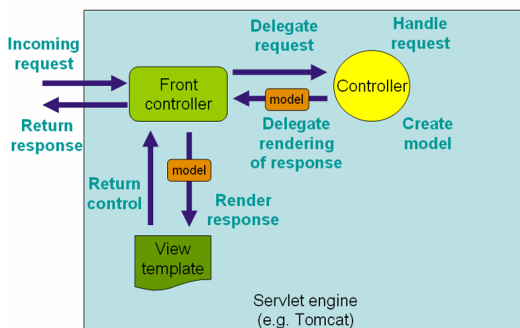 Incoming
request
Return
response
Front
controller
Delegate
request
Handle
request
Controller
model
Delegate
rendering
of response
Create
model
Return
control
model
Render
response
View
template
Servlet engine
(e.g. Tomcat)